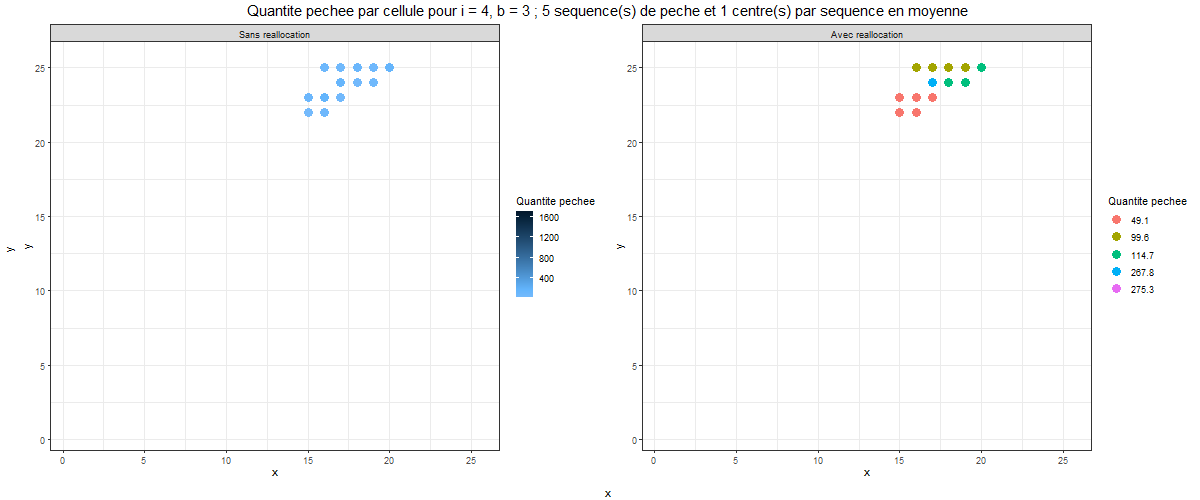 Quantite pechee par cellule pour i = 4, b = 3 ; 5 sequence(s) de peche et 1 centre(s) par sequence en moyenne
Sans reallocation
25
20
15
10
5
0
y
y
0 5 10 15 20 25
x
Quantite pechee
1600
1200
800
400
Avec reallocation
25
20
15
10
5
0
y
0 5 10 15 20 25
x
Quantite pechee
49.1
99.6
114.7
267.8
275.3
x